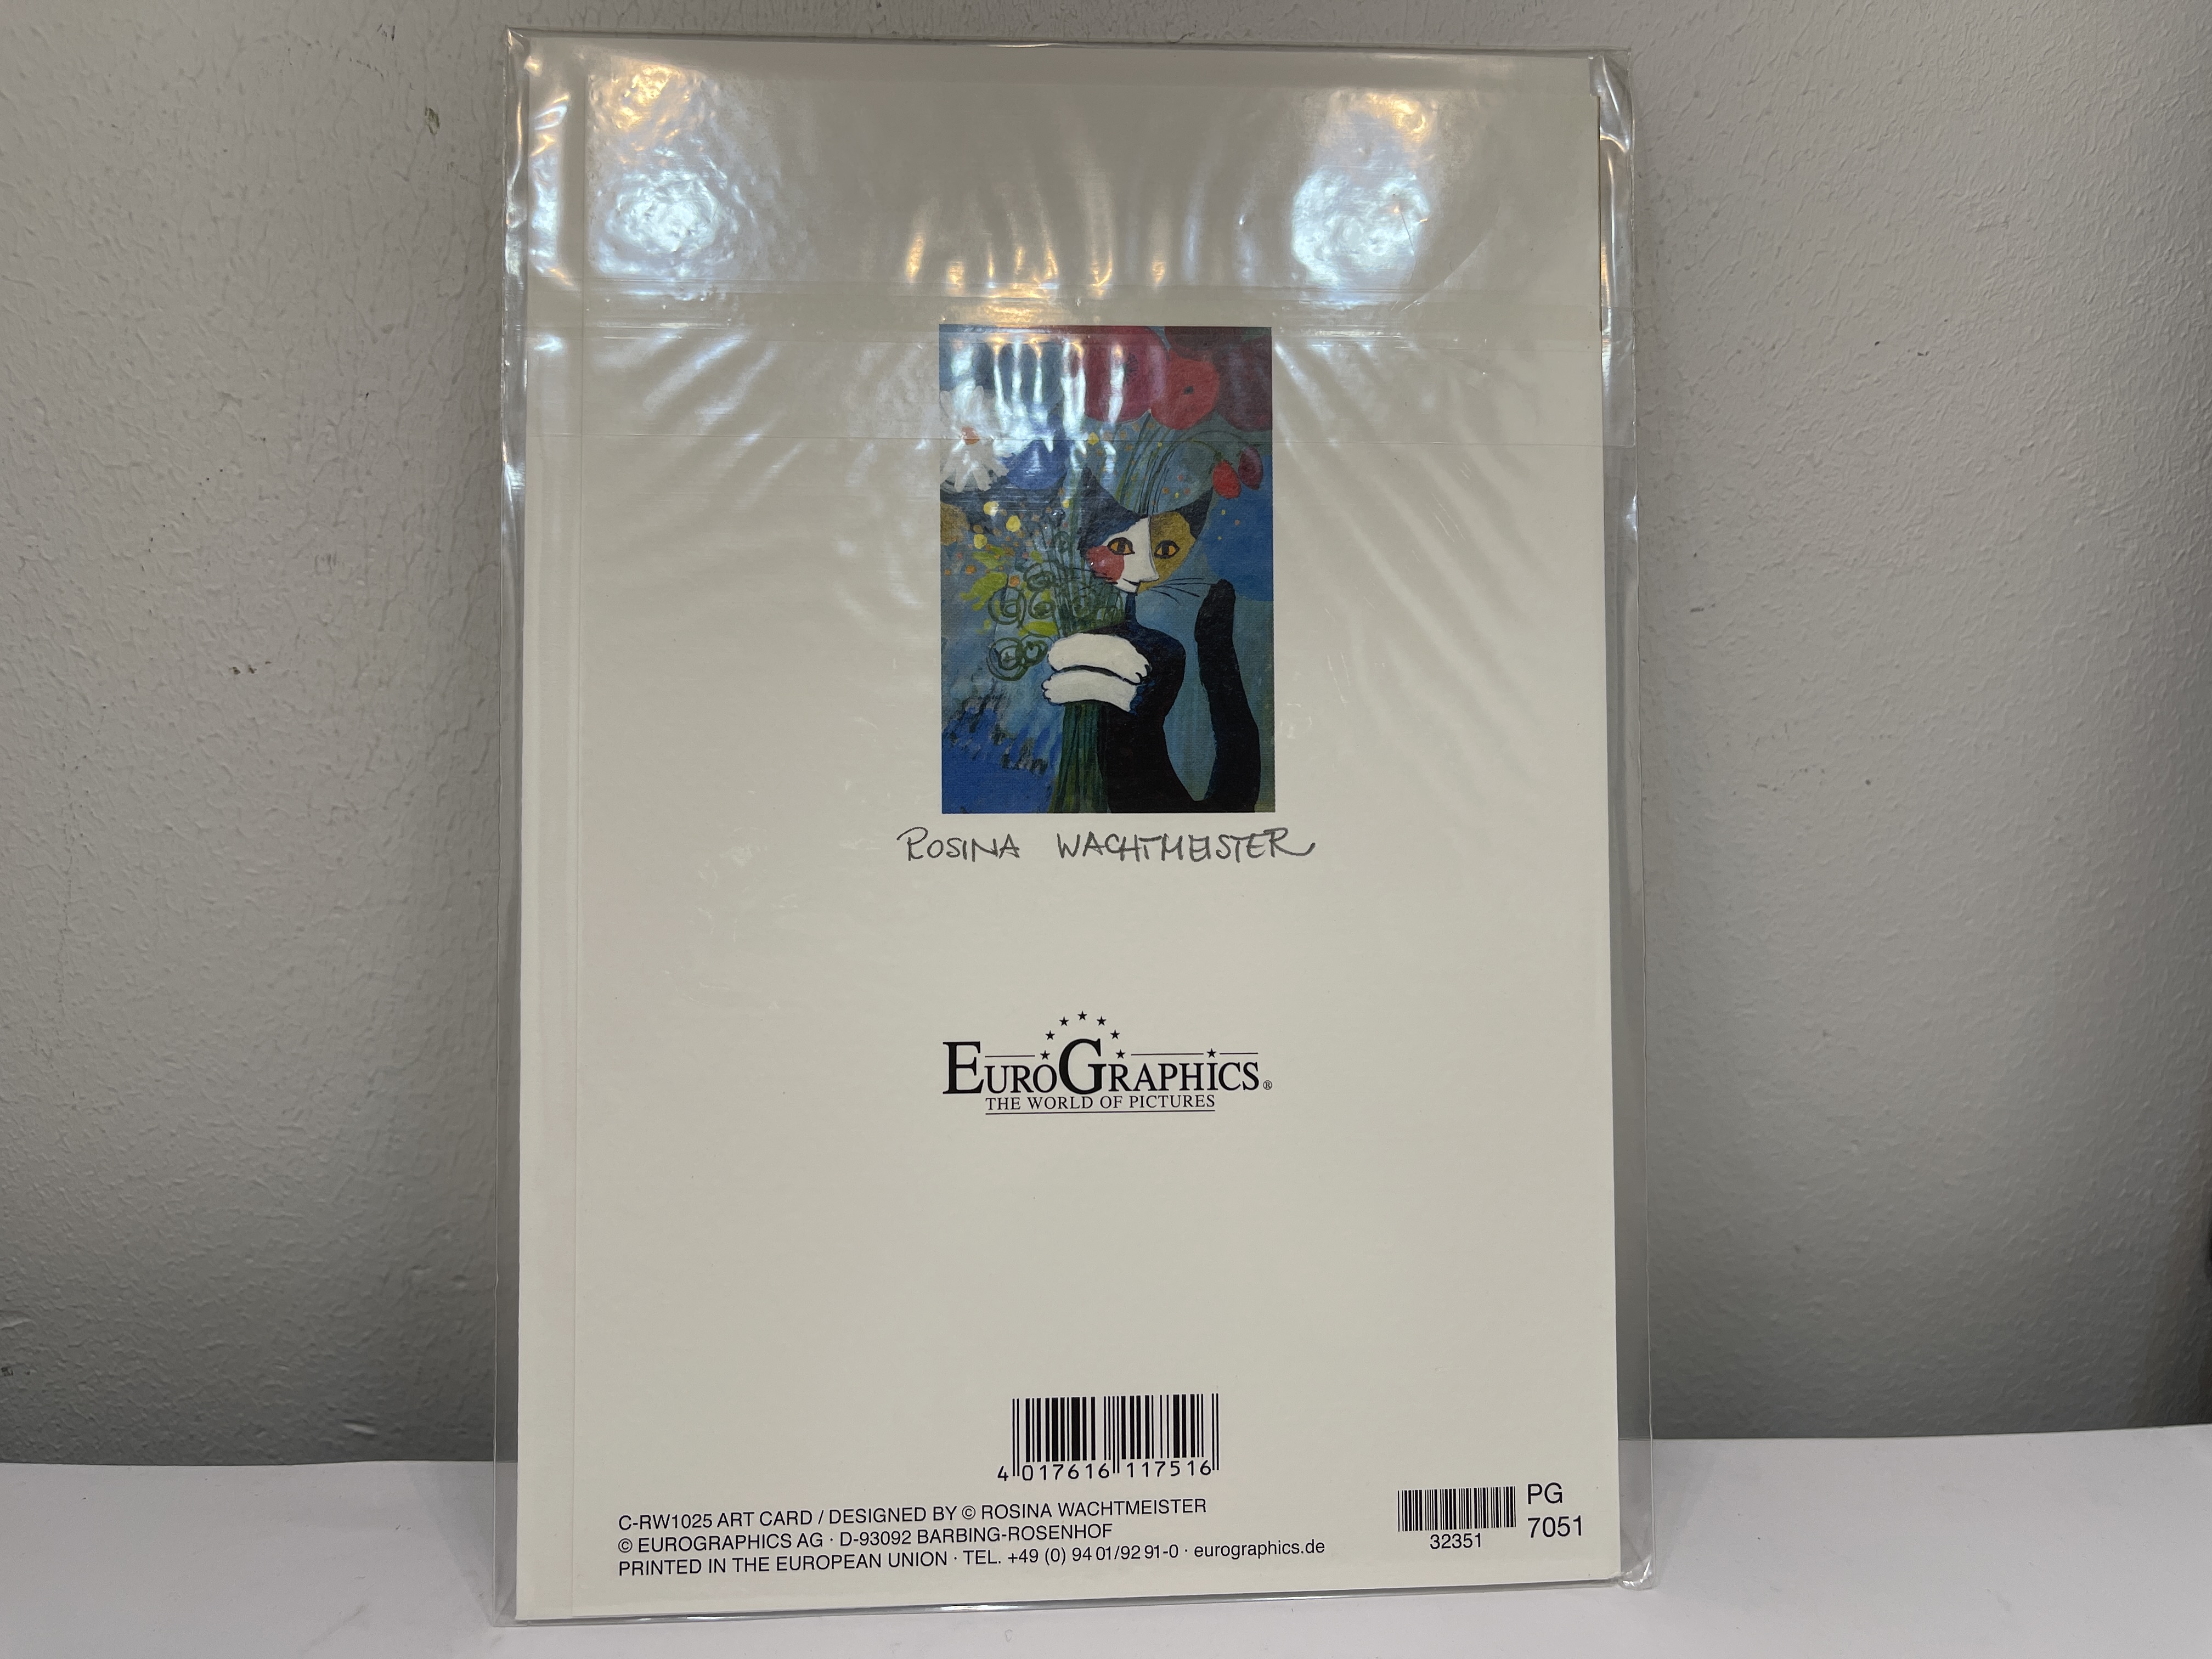 ROSINA WACHTMEISTER
EUROGRAPHICS®
THE WORLD OF PICTURES
4 017616 117516
C-RW1025 ART CARD / DESIGNED BY © ROSINA WACHTMEISTER
© EUROGRAPHICS AG · D-93092 BARBING-ROSENHOF
PRINTED IN THE EUROPEAN UNION · TEL. +49 (0) 94 01/92 91-0 · eurographics.de
32351
PG
7051